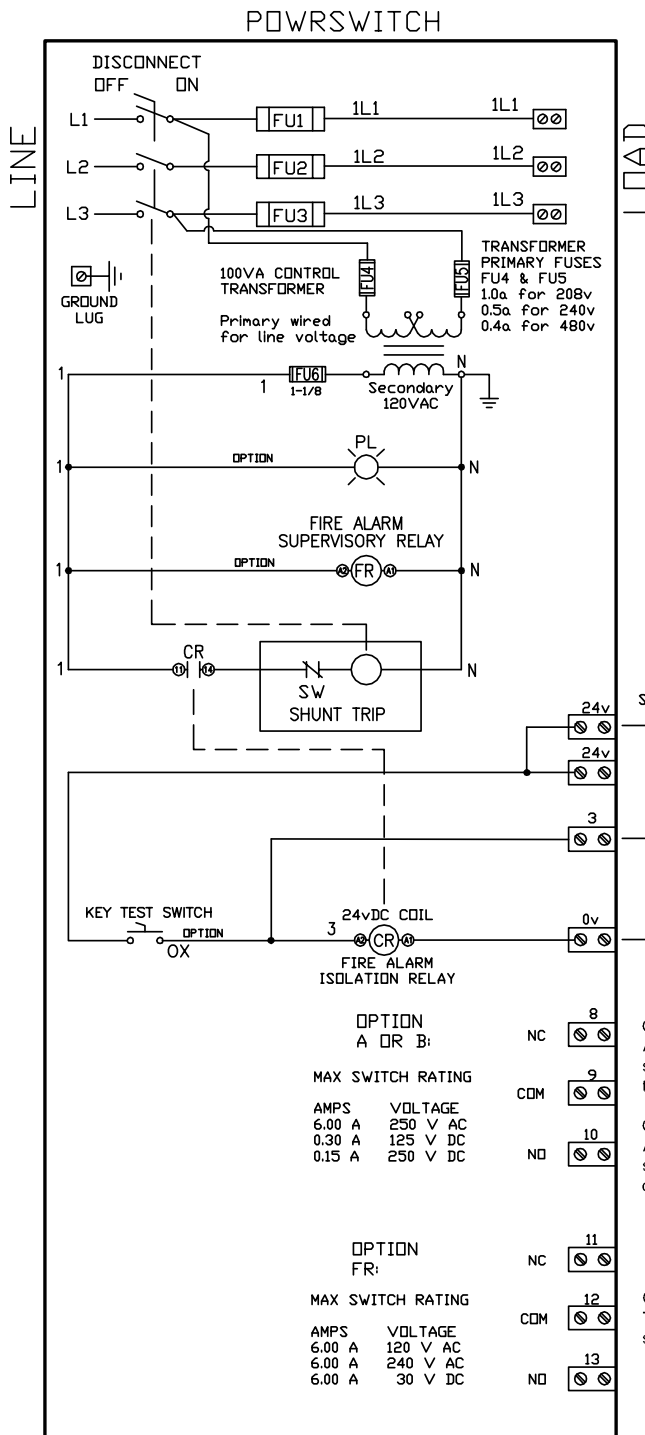 POWRSWITCH
DISCONNECT
OFF ON
LINE
LOAD
L1 FU1 1L1 1L1
L2 FU2 1L2 1L2
L3 FU3 1L3 1L3
GROUND
LUG
100VA CONTROL
TRANSFORMER
Primary wired
for line voltage
FU4
FU5
TRANSFORMER
PRIMARY FUSES
FU4 & FU5
1.0a for 208v
0.5a for 240v
0.4a for 480v
1 1 FU6 N
1-1/8
Secondary
120VAC
PL
1 OPTION N
FIRE ALARM
SUPERVISORY RELAY
1 OPTION A2 FR A1 N
CR
1 11 14 N
SW
SHUNT TRIP
S
24v
24v
3
KEY TEST SWITCH
OPTION
OX
3
24vDC COIL
A2 CR A1
0v
FIRE ALARM
ISOLATION RELAY
OPTION
A OR B:
MAX SWITCH RATING
AMPS VOLTAGE
6.00 A 250 V AC
0.30 A 125 V DC
0.15 A 250 V DC
NC 8
COM 9
NO 10
OPTION
FR:
MAX SWITCH RATING
AMPS VOLTAGE
6.00 A 120 V AC
6.00 A 240 V AC
6.00 A 30 V DC
NC 11
COM 12
NO 13